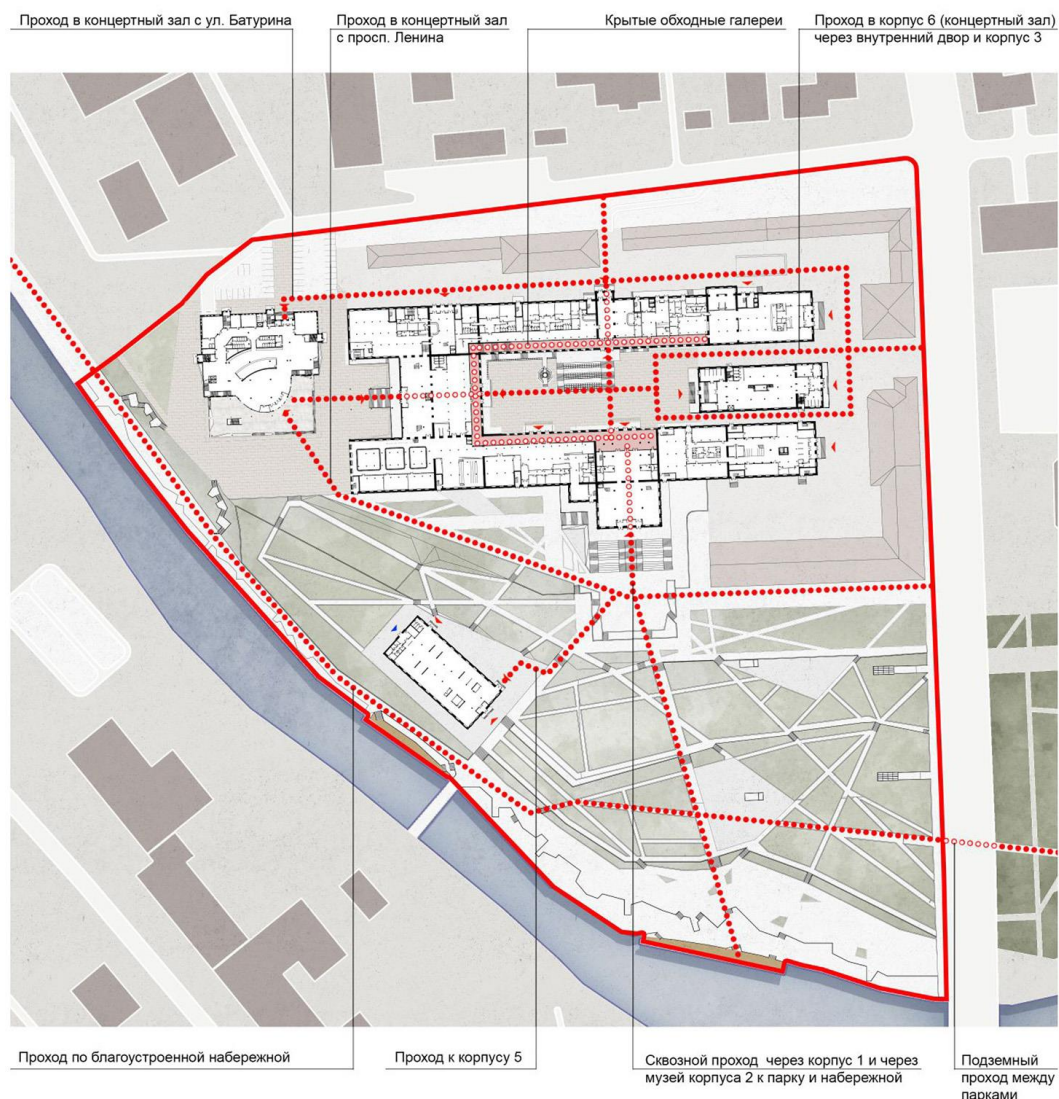 Проход в концертный зал с ул. Батурина
Проход в концертный зал
с просп. Ленина
Крытые обходные галереи
Проход в корпус 6 (концертный зал)
через внутренний двор и корпус 3
Проход по благоустроенной набережной
Проход к корпусу 5
Сквозной проход через корпус 1 и через
музей корпуса 2 к парку и набережной
Подземный
проход между
парками